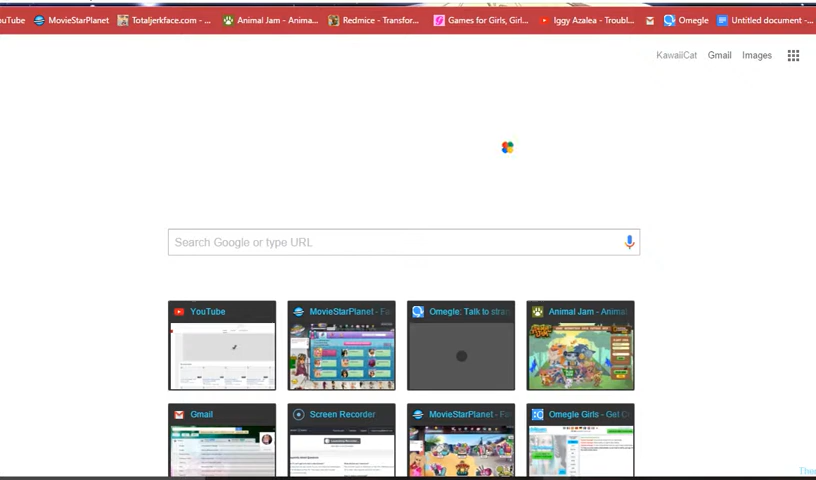 uTube MovieStarPlanet Totaljerkface.com - ... Animal Jam - Anima... Redmice - Transfor... Games for Girls, Girl... Iggy Azalea - Troubl... Omegle Untitled document -...
KawaiiCat Gmail Images
Search Google or type URL
YouTube MovieStarPlanet - Fa Omegle: Talk to stra Animal Jam - Animal
Gmail Screen Recorder MovieStarPlanet - Fa Omegle Girls - Get O